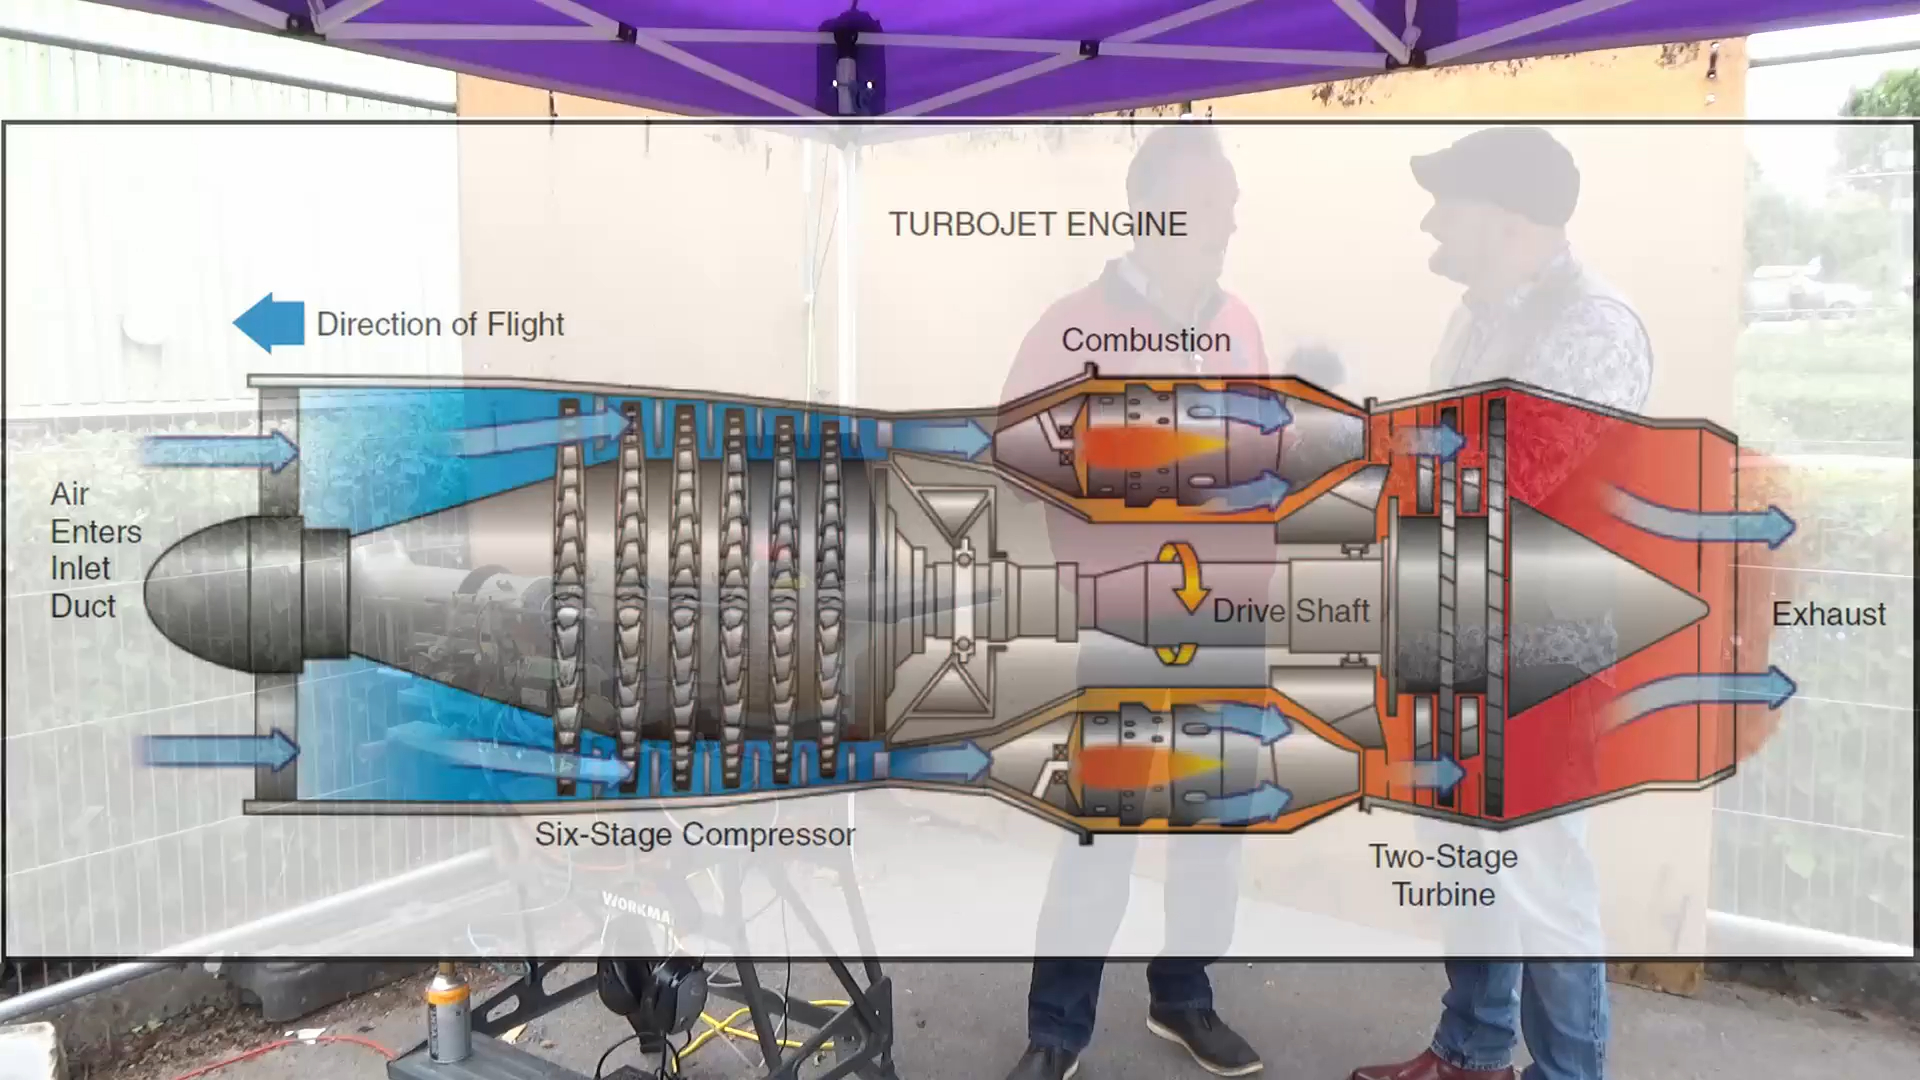 TURBOJET ENGINE
Direction of Flight
Combustion
Air
Enters
Inlet
Duct
Drive Shaft
Exhaust
Six-Stage Compressor
Two-Stage
Turbine
WORKMA